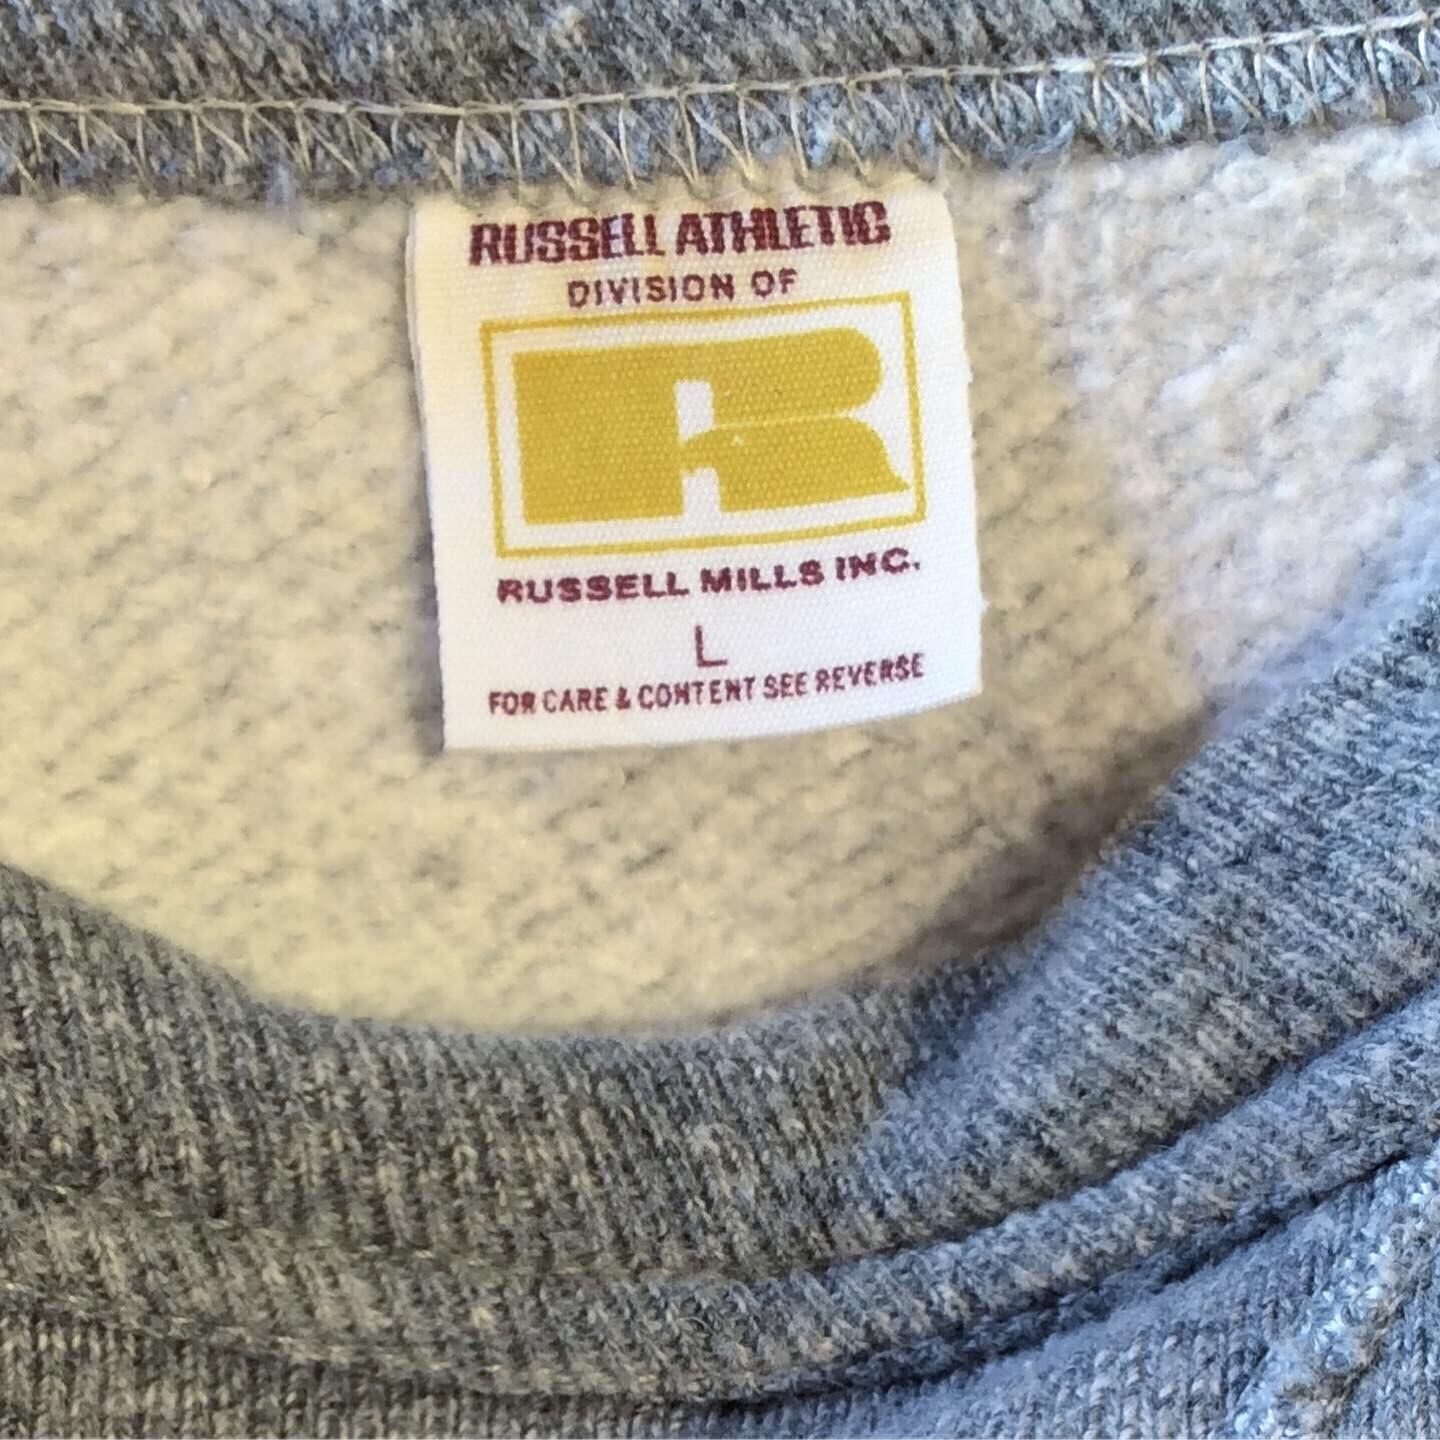 RUSSELL ATHLETIC
DIVISION OF
R
RUSSELL MILLS INC.
L
FOR CARE & CONTENT SEE REVERSE